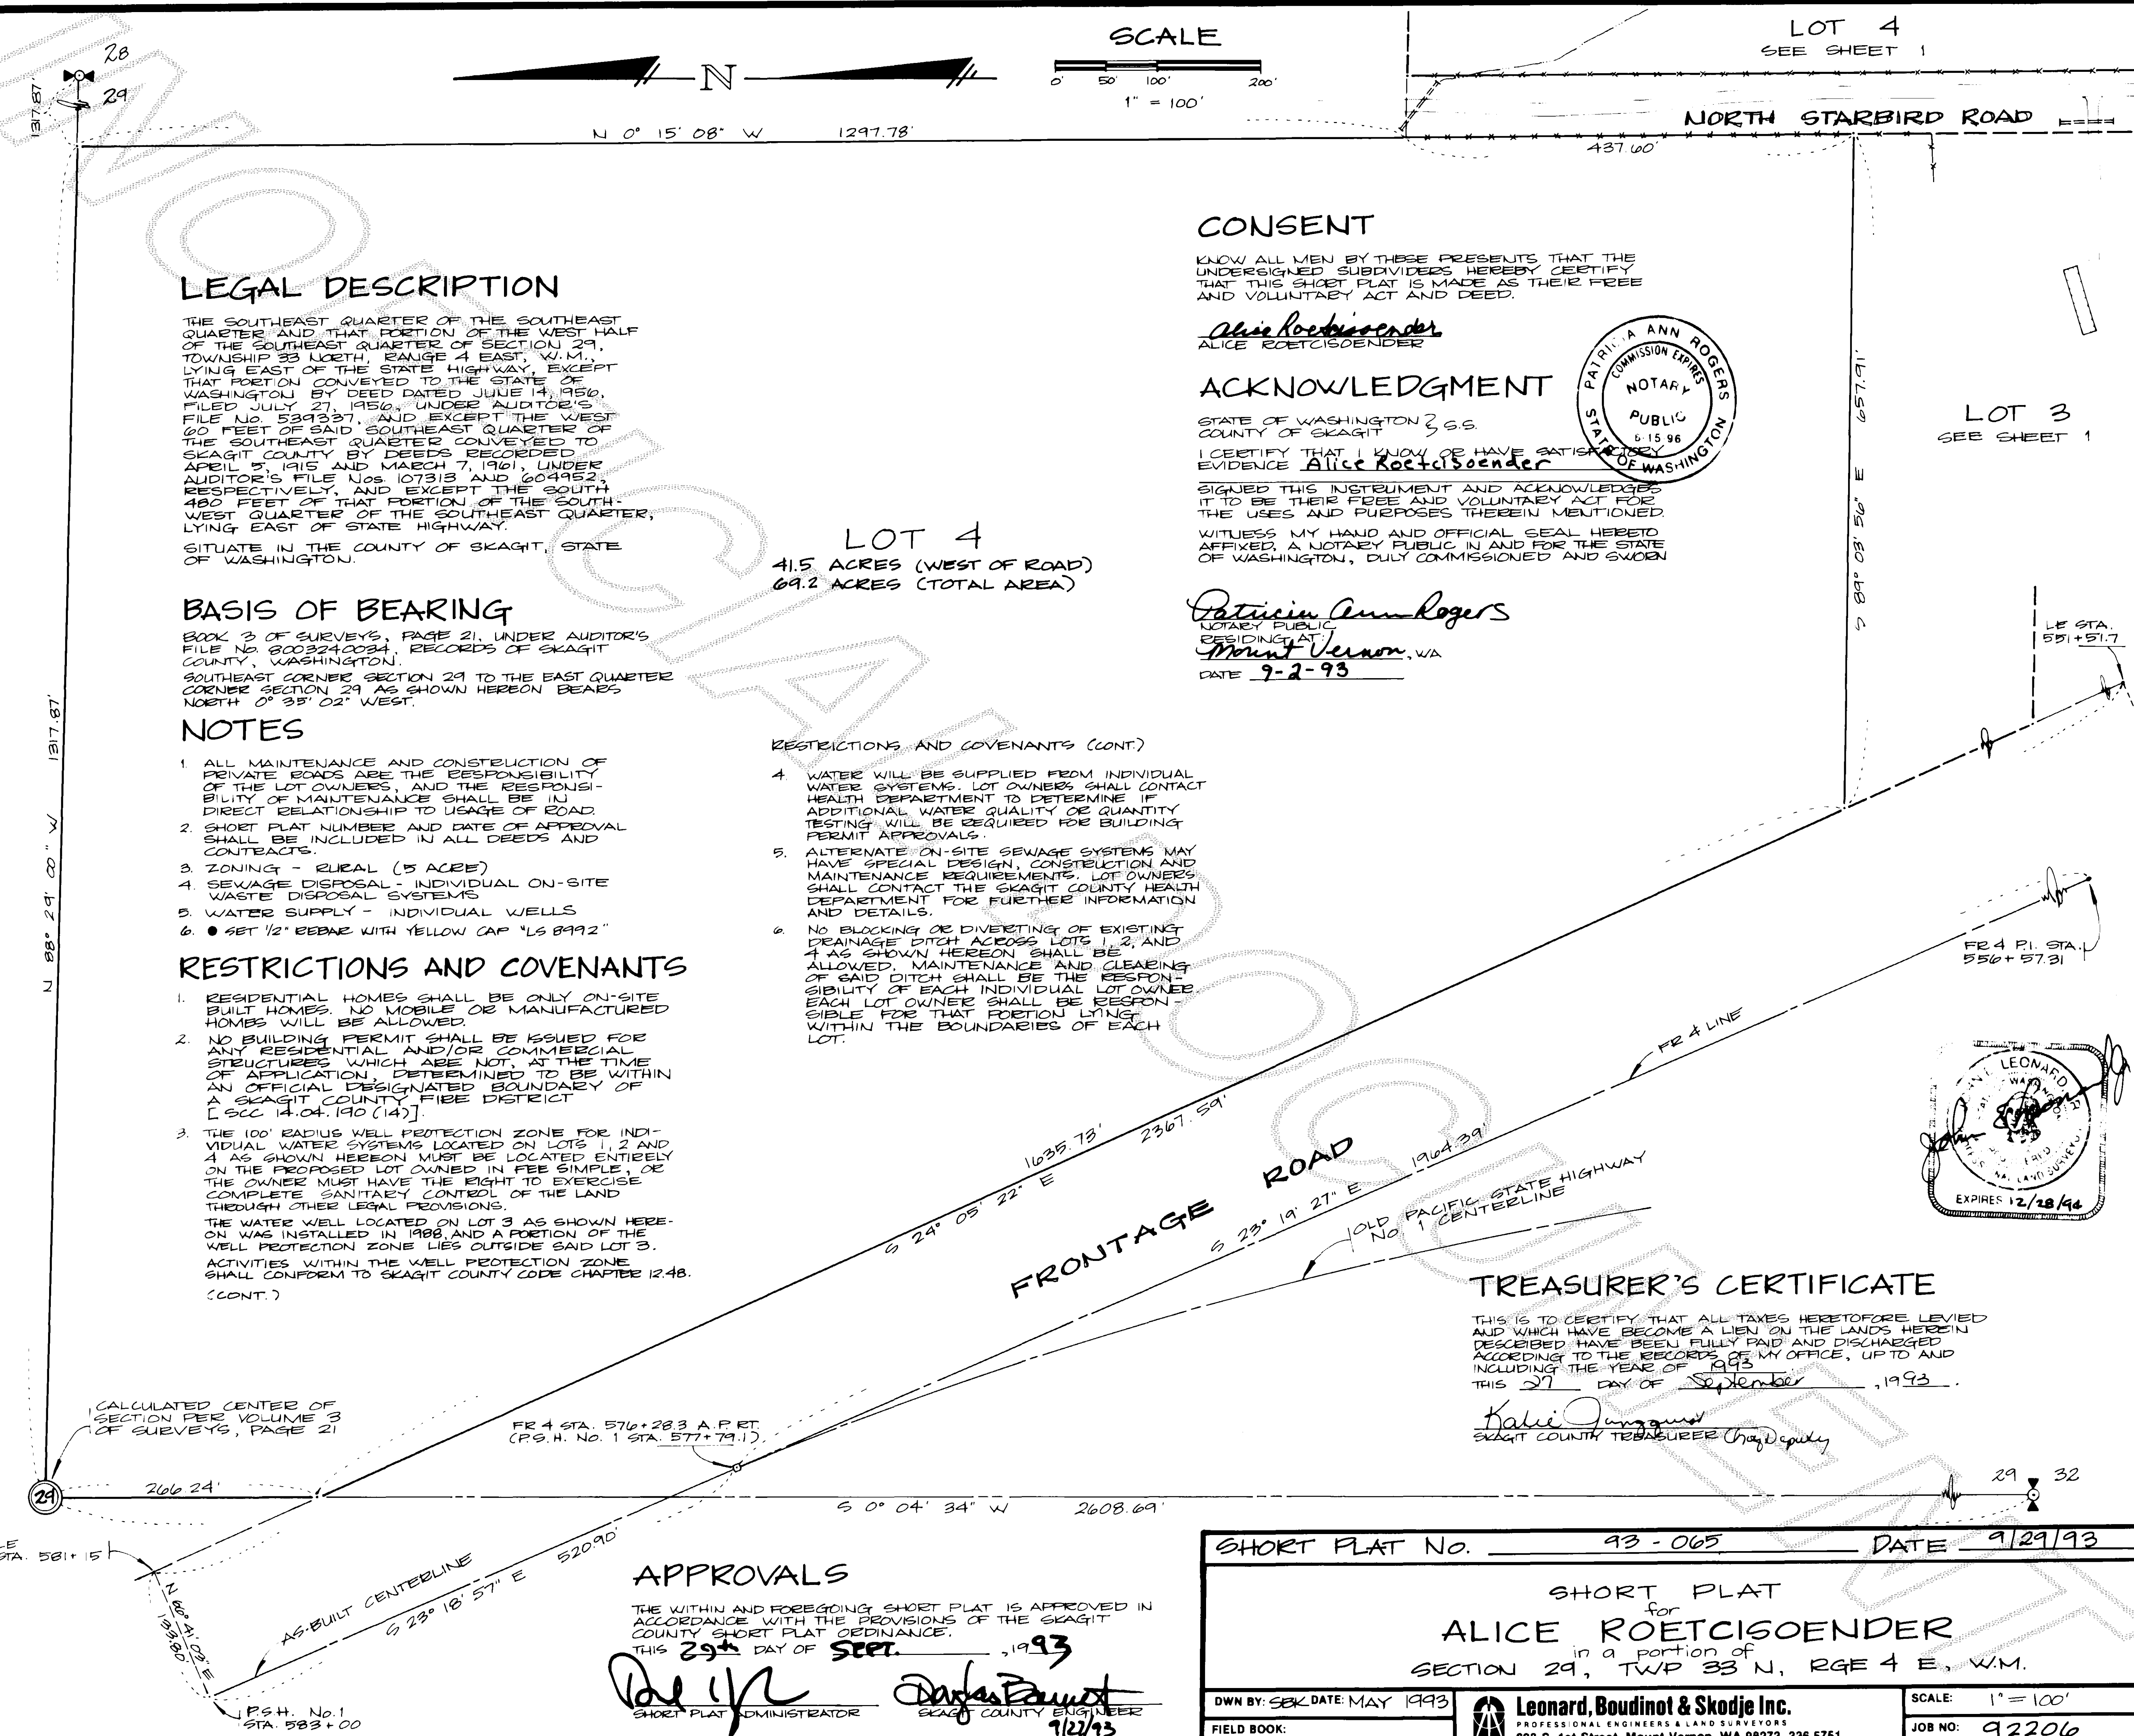 28
29
1317.87
SCALE
0' 50' 100' 200'
1" = 100'
N
N 0° 15' 08" W 1297.78'
437.60'
LOT 4
SEE SHEET 1
NORTH STARBIRD ROAD
LEGAL DESCRIPTION
THE SOUTHEAST QUARTER OF THE SOUTHEAST
QUARTER AND THAT PORTION OF THE WEST HALF
OF THE SOUTHEAST QUARTER OF SECTION 29,
TOWNSHIP 33 NORTH, RANGE 4 EAST, W.M.,
LYING EAST OF THE STATE HIGHWAY, EXCEPT
THAT PORTION CONVEYED TO THE STATE OF
WASHINGTON BY DEED DATED JUNE 14, 1956,
FILED JULY 27, 1956, UNDER AUDITOR'S
FILE No. 539337, AND EXCEPT THE WEST
60 FEET OF SAID SOUTHEAST QUARTER OF
THE SOUTHEAST QUARTER CONVEYED TO
SKAGIT COUNTY BY DEEDS RECORDED
APRIL 5, 1915 AND MARCH 7, 1961, UNDER
AUDITOR'S FILE Nos. 107313 AND 604952,
RESPECTIVELY, AND EXCEPT THE SOUTH
480 FEET OF THAT PORTION OF THE SOUTH-
WEST QUARTER OF THE SOUTHEAST QUARTER,
LYING EAST OF STATE HIGHWAY.
SITUATE IN THE COUNTY OF SKAGIT, STATE
OF WASHINGTON.
BASIS OF BEARING
BOOK 3 OF SURVEYS, PAGE 21, UNDER AUDITOR'S
FILE No. 8003240034, RECORDS OF SKAGIT
COUNTY, WASHINGTON.
SOUTHEAST CORNER SECTION 29 TO THE EAST QUARTER
CORNER SECTION 29 AS SHOWN HEREON BEARS
NORTH 0° 35' 02" WEST.
NOTES
1. ALL MAINTENANCE AND CONSTRUCTION OF
PRIVATE ROADS ARE THE RESPONSIBILITY
OF THE LOT OWNERS, AND THE RESPONSI-
BILITY OF MAINTENANCE SHALL BE IN
DIRECT RELATIONSHIP TO USAGE OF ROAD.
2. SHORT PLAT NUMBER AND DATE OF APPROVAL
SHALL BE INCLUDED IN ALL DEEDS AND
CONTRACTS.
3. ZONING - RURAL (5 ACRE)
4. SEWAGE DISPOSAL - INDIVIDUAL ON-SITE
WASTE DISPOSAL SYSTEMS
5. WATER SUPPLY - INDIVIDUAL WELLS
6. ● SET 1/2" REBAR WITH YELLOW CAP "LS 8992"
RESTRICTIONS AND COVENANTS
1. RESIDENTIAL HOMES SHALL BE ONLY ON-SITE
BUILT HOMES. NO MOBILE OR MANUFACTURED
HOMES WILL BE ALLOWED.
2. NO BUILDING PERMIT SHALL BE ISSUED FOR
ANY RESIDENTIAL AND/OR COMMERCIAL
STRUCTURES WHICH ARE NOT, AT THE TIME
OF APPLICATION, DETERMINED TO BE WITHIN
AN OFFICIAL DESIGNATED BOUNDARY OF
A SKAGIT COUNTY FIRE DISTRICT
[SCC 14.04.190 (14)].
3. THE 100' RADIUS WELL PROTECTION ZONE FOR INDI-
VIDUAL WATER SYSTEMS LOCATED ON LOTS 1, 2 AND
4 AS SHOWN HEREON MUST BE LOCATED ENTIRELY
ON THE PROPOSED LOT OWNED IN FEE SIMPLE, OR
THE OWNER MUST HAVE THE RIGHT TO EXERCISE
COMPLETE SANITARY CONTROL OF THE LAND
THROUGH OTHER LEGAL PROVISIONS.
THE WATER WELL LOCATED ON LOT 3 AS SHOWN HERE-
ON WAS INSTALLED IN 1988, AND A PORTION OF THE
WELL PROTECTION ZONE LIES OUTSIDE SAID LOT 3.
ACTIVITIES WITHIN THE WELL PROTECTION ZONE
SHALL CONFORM TO SKAGIT COUNTY CODE CHAPTER 12.48.
(CONT.)
LOT 4
41.5 ACRES (WEST OF ROAD)
69.2 ACRES (TOTAL AREA)
RESTRICTIONS AND COVENANTS (CONT.)
4. WATER WILL BE SUPPLIED FROM INDIVIDUAL
WATER SYSTEMS. LOT OWNERS SHALL CONTACT
HEALTH DEPARTMENT TO DETERMINE IF
ADDITIONAL WATER QUALITY OR QUANTITY
TESTING WILL BE REQUIRED FOR BUILDING
PERMIT APPROVALS.
5. ALTERNATE ON-SITE SEWAGE SYSTEMS MAY
HAVE SPECIAL DESIGN, CONSTRUCTION AND
MAINTENANCE REQUIREMENTS. LOT OWNERS
SHALL CONTACT THE SKAGIT COUNTY HEALTH
DEPARTMENT FOR FURTHER INFORMATION
AND DETAILS.
6. NO BLOCKING OR DIVERTING OF EXISTING
DRAINAGE DITCH ACROSS LOTS 1, 2, AND
4 AS SHOWN HEREON SHALL BE
ALLOWED. MAINTENANCE AND CLEARING
OF SAID DITCH SHALL BE THE RESPON-
SIBILITY OF EACH INDIVIDUAL LOT OWNER.
EACH LOT OWNER SHALL BE RESPON-
SIBLE FOR THAT PORTION LYING
WITHIN THE BOUNDARIES OF EACH
LOT.
CONSENT
KNOW ALL MEN BY THESE PRESENTS THAT THE
UNDERSIGNED SUBDIVIDERS HEREBY CERTIFY
THAT THIS SHORT PLAT IS MADE AS THEIR FREE
AND VOLUNTARY ACT AND DEED.
Alice Roetcisoender
ALICE ROETCISOENDER
ACKNOWLEDGMENT
STATE OF WASHINGTON } S.S.
COUNTY OF SKAGIT
I CERTIFY THAT I KNOW OR HAVE SATISFACTORY
EVIDENCE Alice Roetcisoender
SIGNED THIS INSTRUMENT AND ACKNOWLEDGES
IT TO BE THEIR FREE AND VOLUNTARY ACT FOR
THE USES AND PURPOSES THEREIN MENTIONED.
WITNESS MY HAND AND OFFICIAL SEAL HERETO
AFFIXED, A NOTARY PUBLIC IN AND FOR THE STATE
OF WASHINGTON, DULY COMMISSIONED AND SWORN
Patricia Ann Rogers
NOTARY PUBLIC
RESIDING AT:
Mount Vernon, WA
DATE 9-2-93
PATRICIA ANN ROGERS
COMMISSION EXPIRES
NOTARY
PUBLIC
6-15-96
STATE OF WASHINGTON
S 89° 03' 56" E 657.91'
LOT 3
SEE SHEET 1
LE STA.
551+51.7
FR 4 P.I. STA.
556+57.31
N 88° 29' 00" W 1317.87'
FR 4 LINE
1635.73'
2367.59'
S 24° 05' 22" E
FRONTAGE ROAD
1964.39'
S 23° 19' 27" E
OLD PACIFIC STATE HIGHWAY
NO 1 CENTERLINE
LEONARD
LAND SURVEYOR
EXPIRES 12/28/94
TREASURER'S CERTIFICATE
THIS IS TO CERTIFY THAT ALL TAXES HERETOFORE LEVIED
AND WHICH HAVE BECOME A LIEN ON THE LANDS HEREIN
DESCRIBED HAVE BEEN FULLY PAID AND DISCHARGED
ACCORDING TO THE RECORDS OF MY OFFICE, UP TO AND
INCLUDING THE YEAR OF 1993
THIS 27 DAY OF September, 1993.
Katie Jungquist
SKAGIT COUNTY TREASURER Deputy
CALCULATED CENTER OF
SECTION PER VOLUME 3
OF SURVEYS, PAGE 21
FR 4 STA. 576+28.3 A.P. RT.
(P.S.H. No. 1 STA. 577+79.1)
29
266.24'
S 0° 04' 34" W 2608.69'
29 32
STA. 581+15
N 66° 41' 03" E
133.80'
AS-BUILT CENTERLINE
520.90'
S 23° 18' 57" E
P.S.H. No. 1
STA. 583+00
APPROVALS
THE WITHIN AND FOREGOING SHORT PLAT IS APPROVED IN
ACCORDANCE WITH THE PROVISIONS OF THE SKAGIT
COUNTY SHORT PLAT ORDINANCE.
THIS 29th DAY OF SEPT., 1993
SHORT PLAT ADMINISTRATOR
SKAGIT COUNTY ENGINEER
9/22/93
SHORT PLAT No. 93-065 DATE 9/29/93
SHORT PLAT
for
ALICE ROETCISOENDER
in a portion of
SECTION 29, TWP 33 N, RGE 4 E, W.M.
DWN BY: SBK DATE: MAY 1993
FIELD BOOK:
Leonard, Boudinot & Skodje Inc.
PROFESSIONAL ENGINEERS & LAND SURVEYORS
SCALE: 1" = 100'
JOB NO: 92206
UNOFFICIAL DOCUMENT